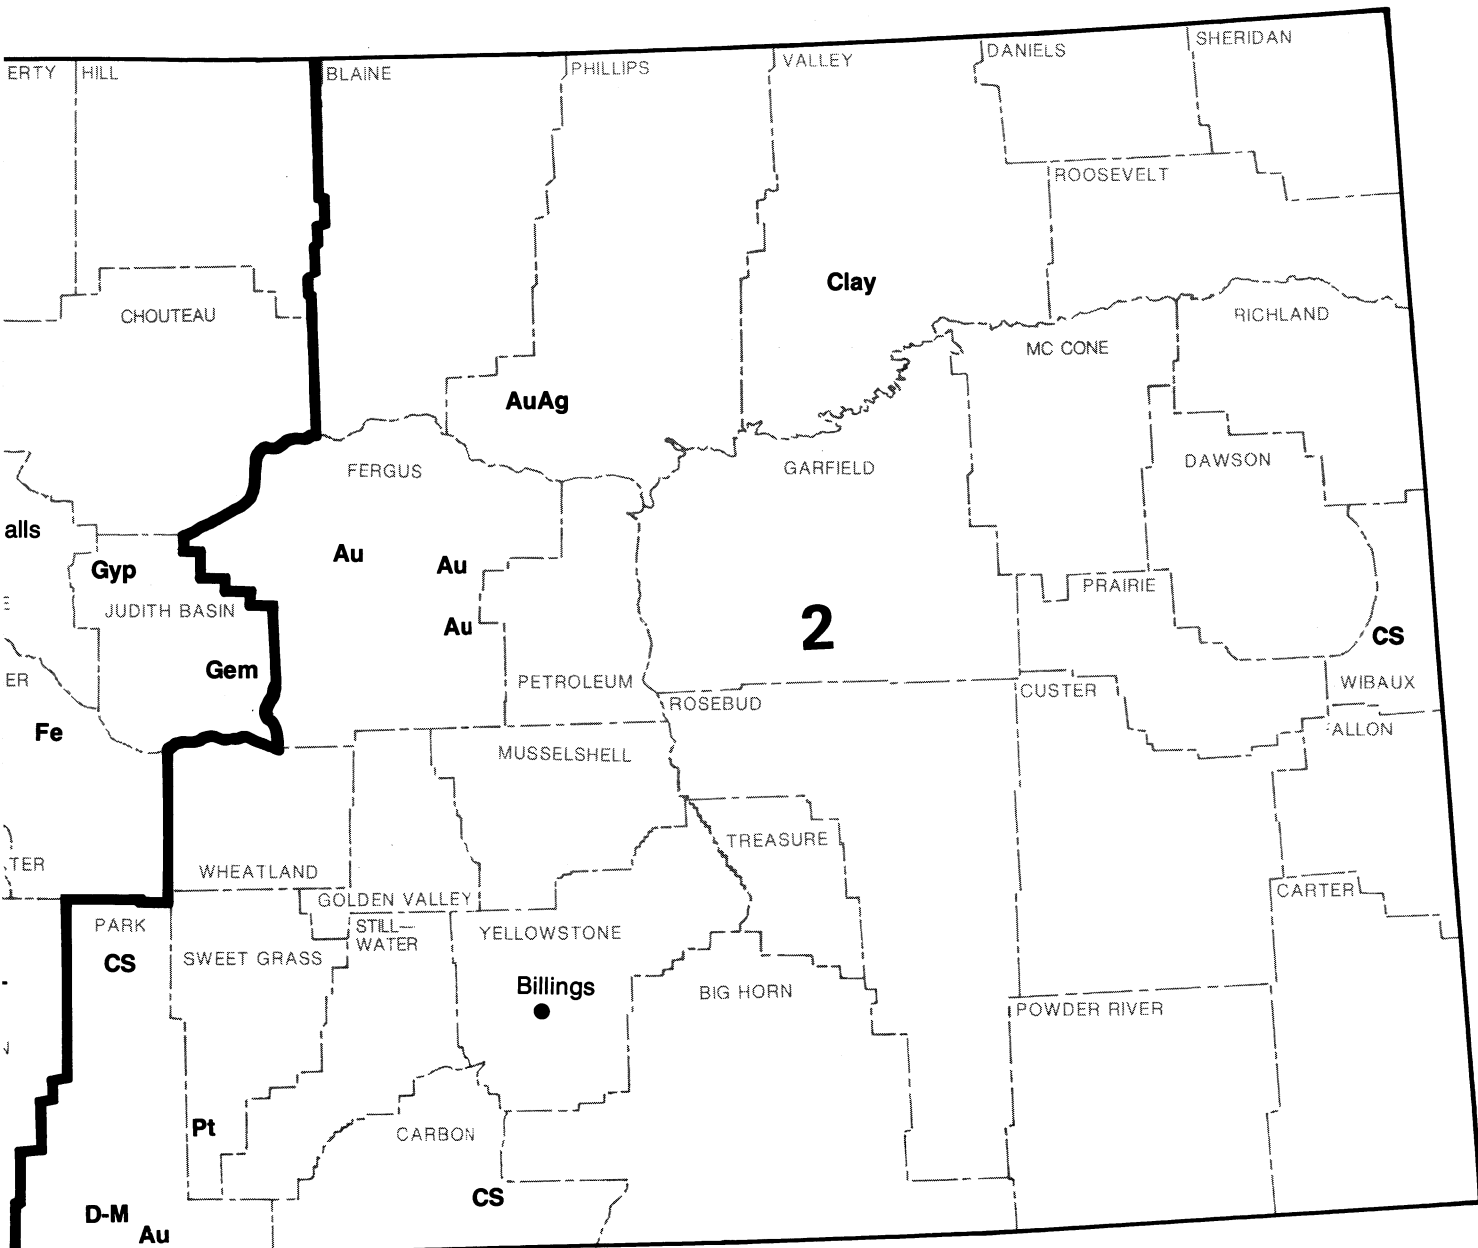 ERTY
HILL
BLAINE
PHILLIPS
VALLEY
DANIELS
SHERIDAN
ROOSEVELT
Clay
CHOUTEAU
RICHLAND
MC CONE
AuAg
FERGUS
GARFIELD
DAWSON
alls
Au
Au
Gyp
PRAIRIE
JUDITH BASIN
2
Au
CS
Gem
ER
PETROLEUM
ROSEBUD
CUSTER
WIBAUX
Fe
ALLON
MUSSELSHELL
TREASURE
TER
WHEATLAND
GOLDEN VALLEY
CARTER
PARK
STILL—
WATER
YELLOWSTONE
SWEET GRASS
CS
Billings
BIG HORN
POWDER RIVER
Pt
CARBON
CS
D-M
Au